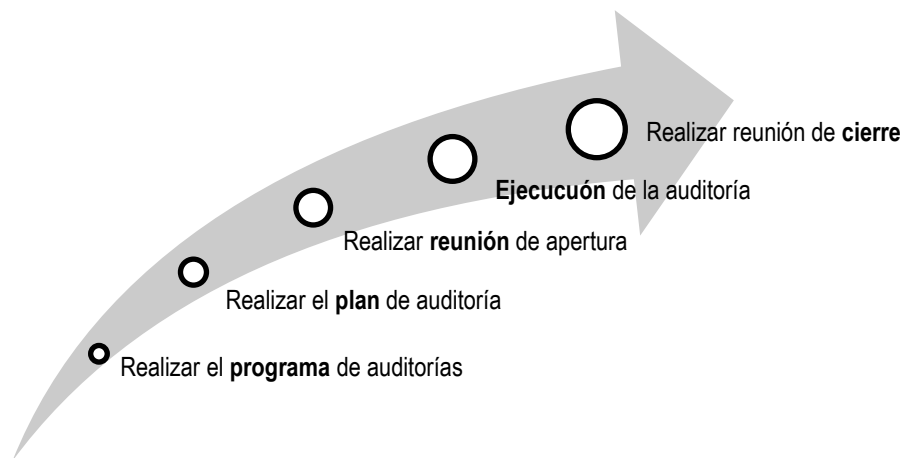 Realizar reunión de cierre
Ejecucuón de la auditoría
Realizar reunión de apertura
Realizar el plan de auditoría
Realizar el programa de auditorías